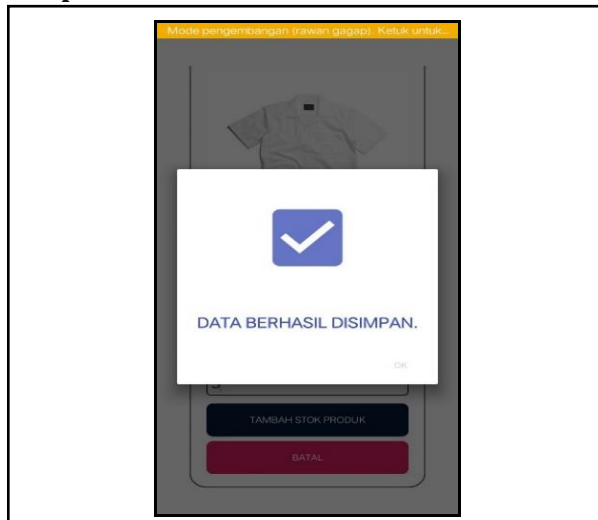 Mode pengembangan (rawan gagap). Ketuk untuk...
DATA BERHASIL DISIMPAN.
OK
TAMBAH STOK PRODUK
BATAL